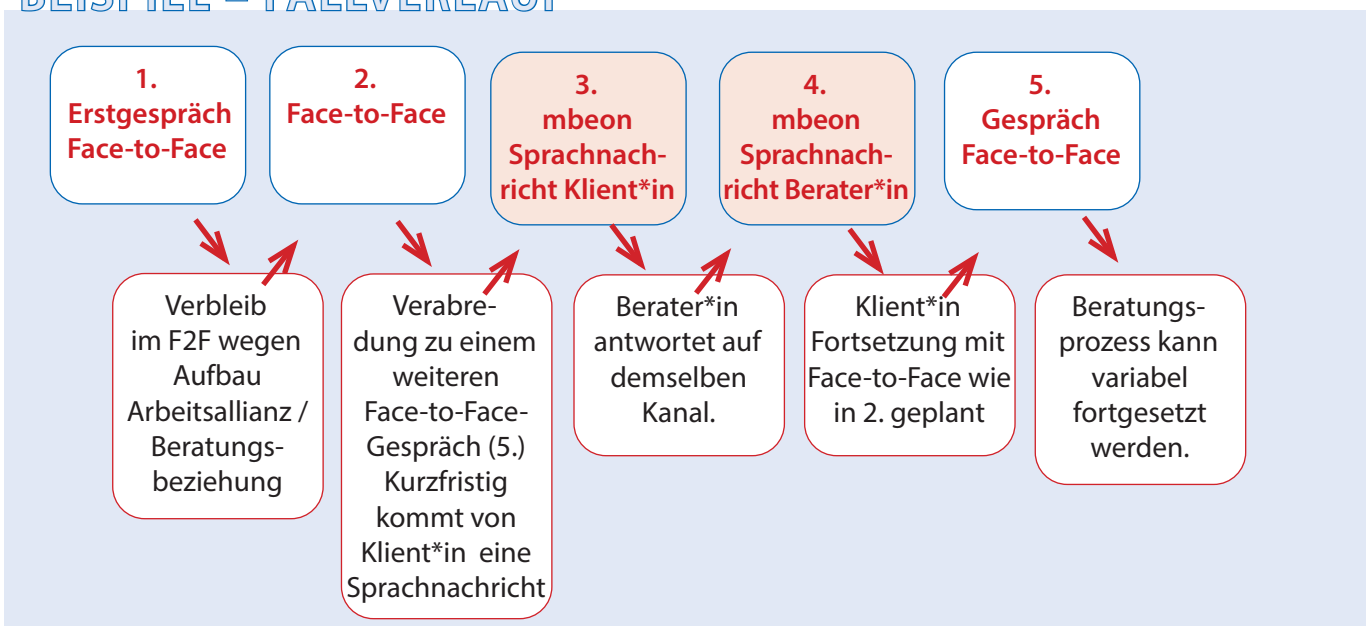 BEISPIEL – FALLVERLAUF
1.
Erstgespräch
Face-to-Face
2.
Face-to-Face
3.
mbeon
Sprachnach-
richt Klient*in
4.
mbeon
Sprachnach-
richt Berater*in
5.
Gespräch
Face-to-Face
Verbleib
im F2F wegen
Aufbau
Arbeitsallianz /
Beratungs-
beziehung
Verabre-
dung zu einem
weiteren
Face-to-Face-
Gespräch (5.)
Kurzfristig
kommt von
Klient*in eine
Sprachnachricht
Berater*in
antwortet auf
demselben
Kanal.
Klient*in
Fortsetzung mit
Face-to-Face wie
in 2. geplant
Beratungs-
prozess kann
variabel
fortgesetzt
werden.